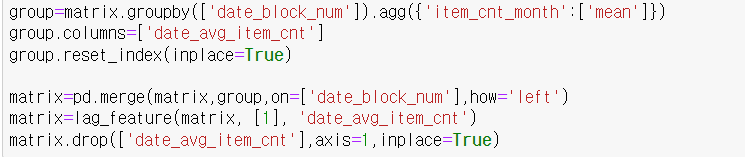 group=matrix.groupby(['date_block_num']).agg({'item_cnt_month':['mean']})
group.columns=['date_avg_item_cnt']
group.reset_index(inplace=True)
matrix=pd.merge(matrix,group,on=['date_block_num'],how='left')
matrix=lag_feature(matrix, [1], 'date_avg_item_cnt')
matrix.drop(['date_avg_item_cnt'],axis=1,inplace=True)